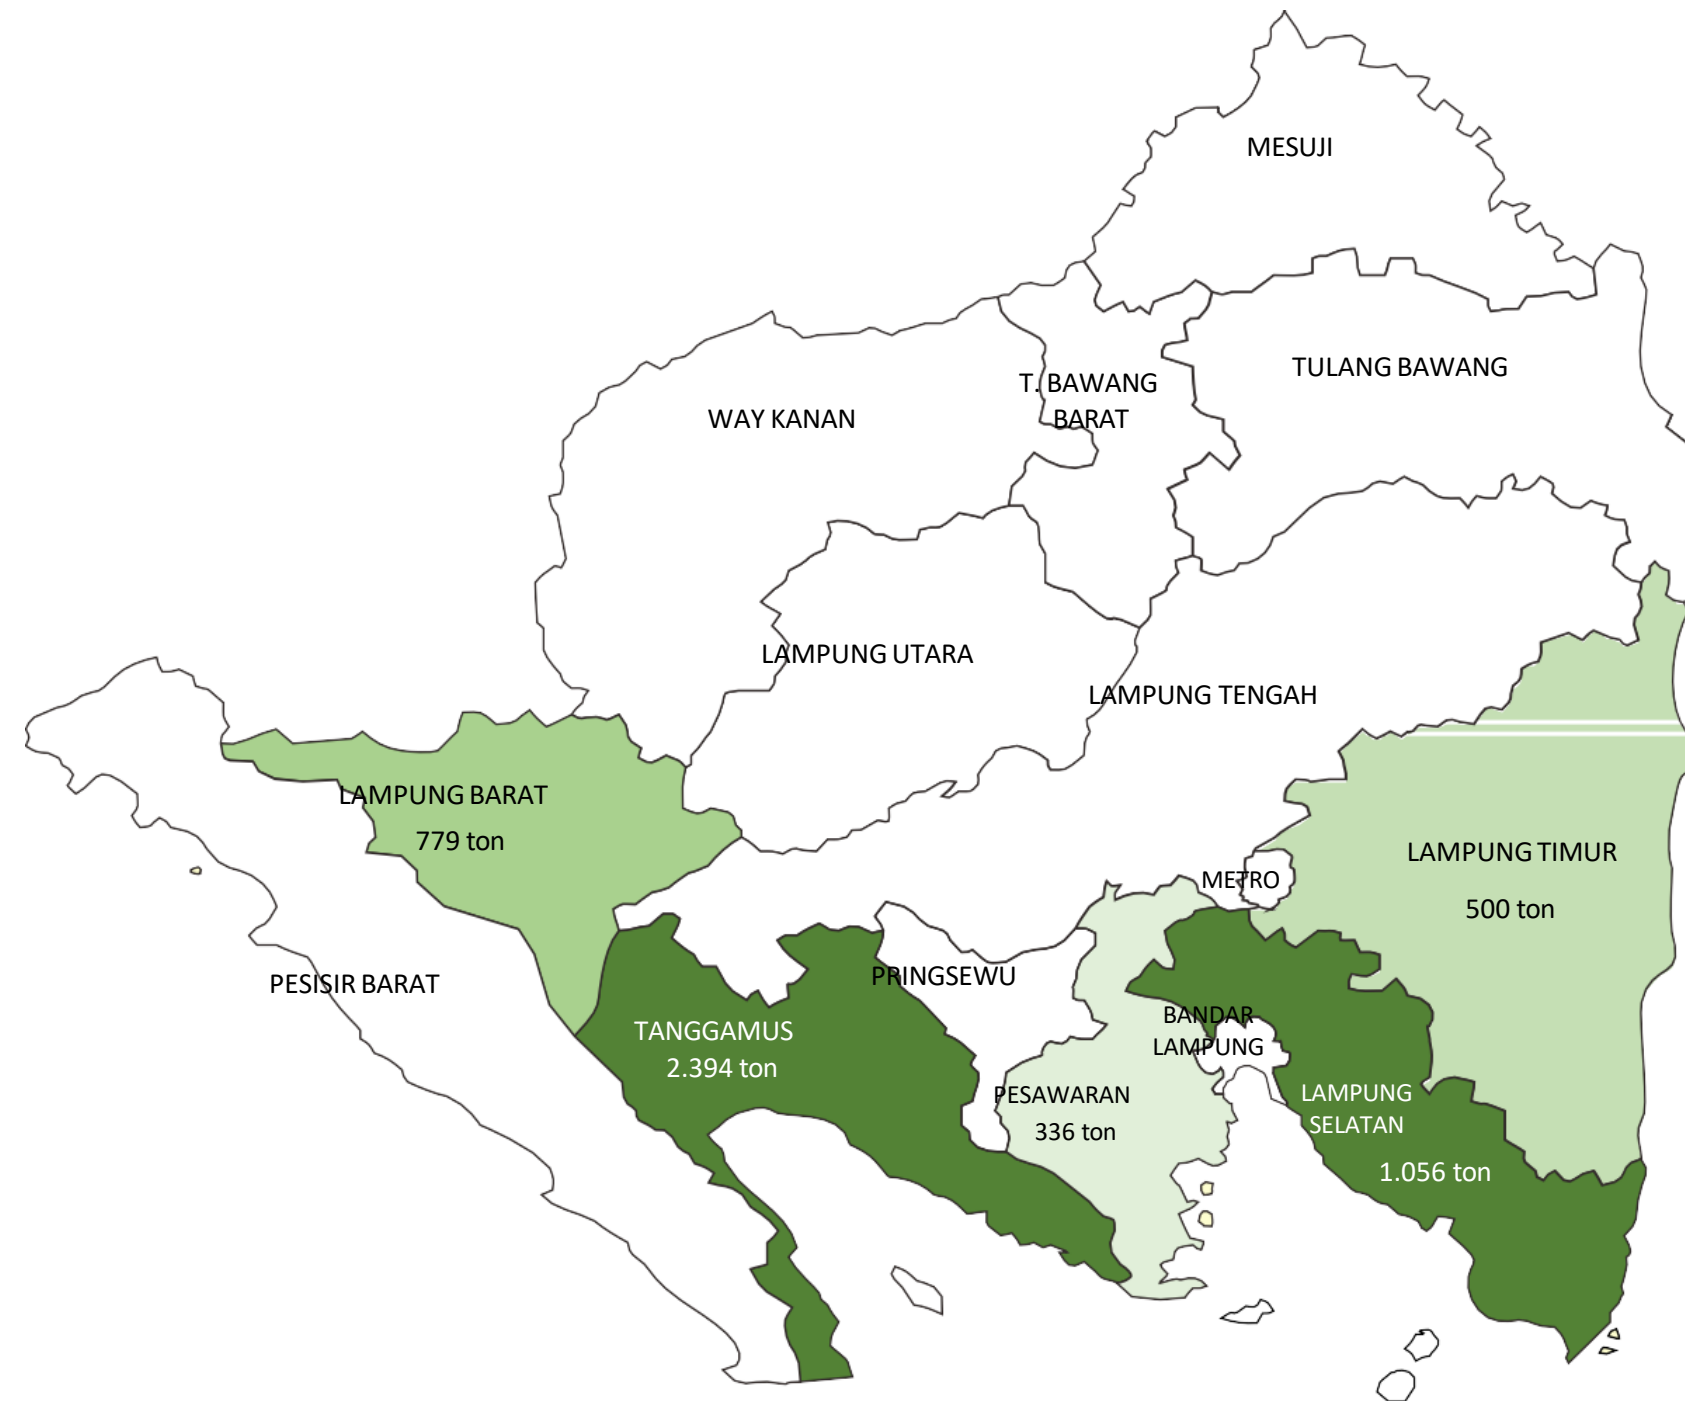 MESUJI
TULANG BAWANG
T. BAWANG
BARAT
WAY KANAN
LAMPUNG UTARA
LAMPUNG TENGAH
LAMPUNG BARAT
779 ton
LAMPUNG TIMUR
500 ton
METRO
PESISIR BARAT
PRINGSEWU
TANGGAMUS
2.394 ton
BANDAR
LAMPUNG
PESAWARAN
336 ton
LAMPUNG
SELATAN
1.056 ton